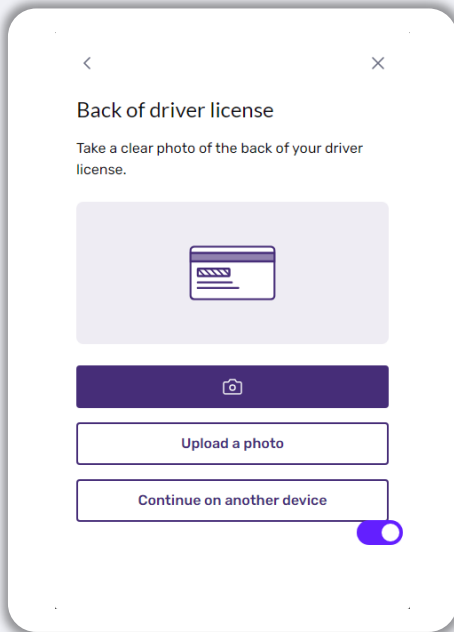 Back of driver license
Take a clear photo of the back of your driver
license.
Upload a photo
Continue on another device